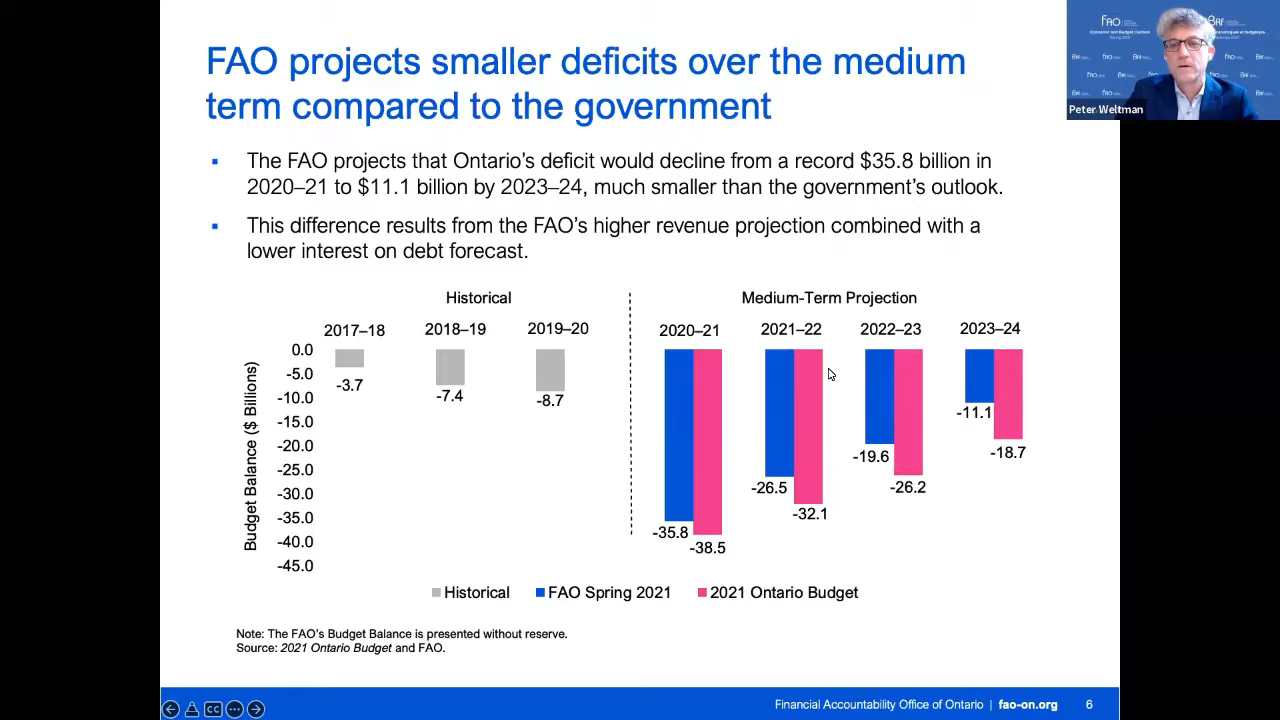 FAO projects smaller deficits over the medium
term compared to the government
FAO
BRF
Peter Weltman
▪ The FAO projects that Ontario's deficit would decline from a record $35.8 billion in
2020–21 to $11.1 billion by 2023–24, much smaller than the government's outlook.
▪ This difference results from the FAO's higher revenue projection combined with a
lower interest on debt forecast.
Historical
Medium-Term Projection
2017–18 2018–19 2019–20 2020–21 2021–22 2022–23 2023–24
Budget Balance ($ Billions)
0.0
-5.0
-10.0
-15.0
-20.0
-25.0
-30.0
-35.0
-40.0
-45.0
-3.7
-7.4
-8.7
-35.8
-38.5
-26.5
-32.1
-19.6
-26.2
-11.1
-18.7
Historical FAO Spring 2021 2021 Ontario Budget
Note: The FAO's Budget Balance is presented without reserve.
Source: 2021 Ontario Budget and FAO.
CC
Financial Accountability Office of Ontario | fao-on.org 6